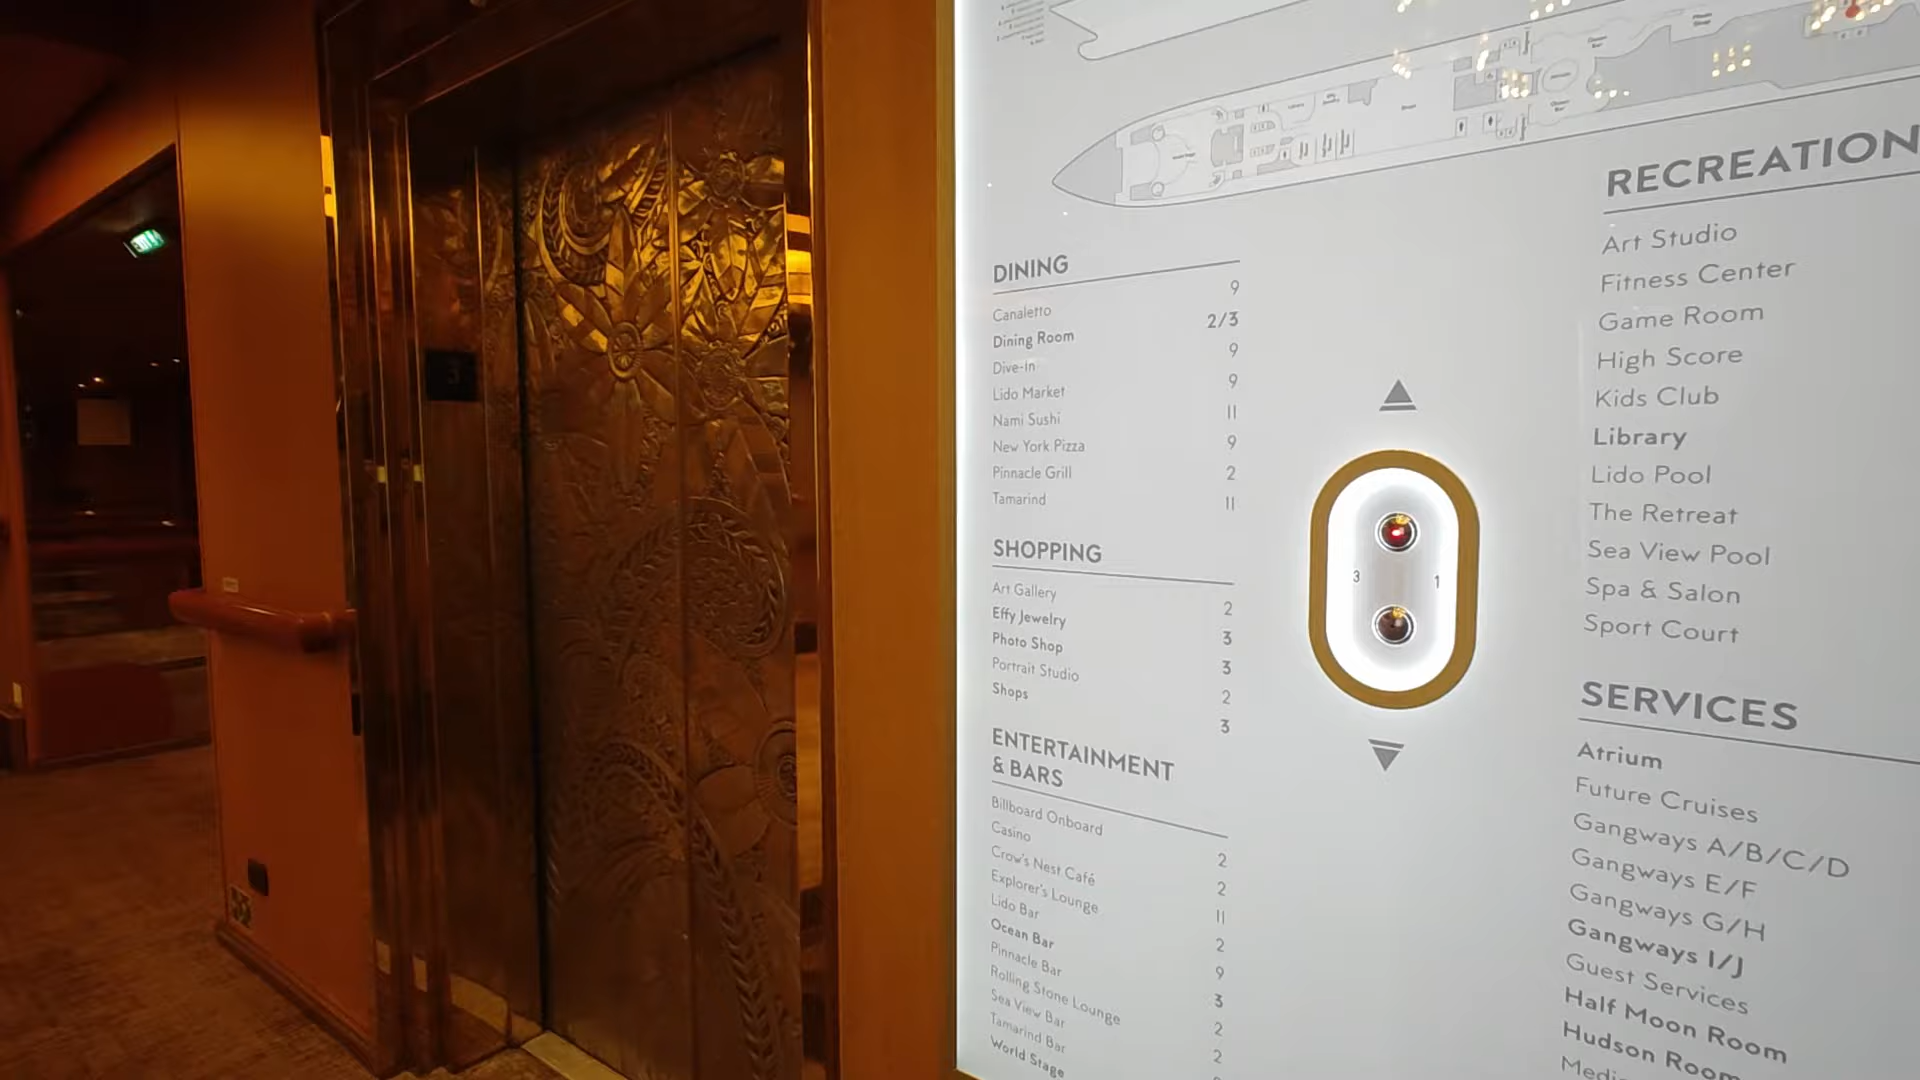 EXIT
3
DINING
Canaletto 9
Dining Room 2/3
Dive-In 9
Lido Market 9
Nami Sushi 11
New York Pizza 9
Pinnacle Grill 2
Tamarind 11
SHOPPING
Art Gallery 2
Effy Jewelry 3
Photo Shop 3
Portrait Studio 2
Shops 3
ENTERTAINMENT
& BARS
Billboard Onboard 2
Casino 2
Crow's Nest Café 11
Explorer's Lounge 2
Lido Bar 9
Ocean Bar 3
Pinnacle Bar 2
Rolling Stone Lounge 2
Sea View Bar
Tamarind Bar
World Stage
3 1
RECREATION
Art Studio
Fitness Center
Game Room
High Score
Kids Club
Library
Lido Pool
The Retreat
Sea View Pool
Spa & Salon
Sport Court
SERVICES
Atrium
Future Cruises
Gangways A/B/C/D
Gangways E/F
Gangways G/H
Gangways I/J
Guest Services
Half Moon Room
Hudson Room